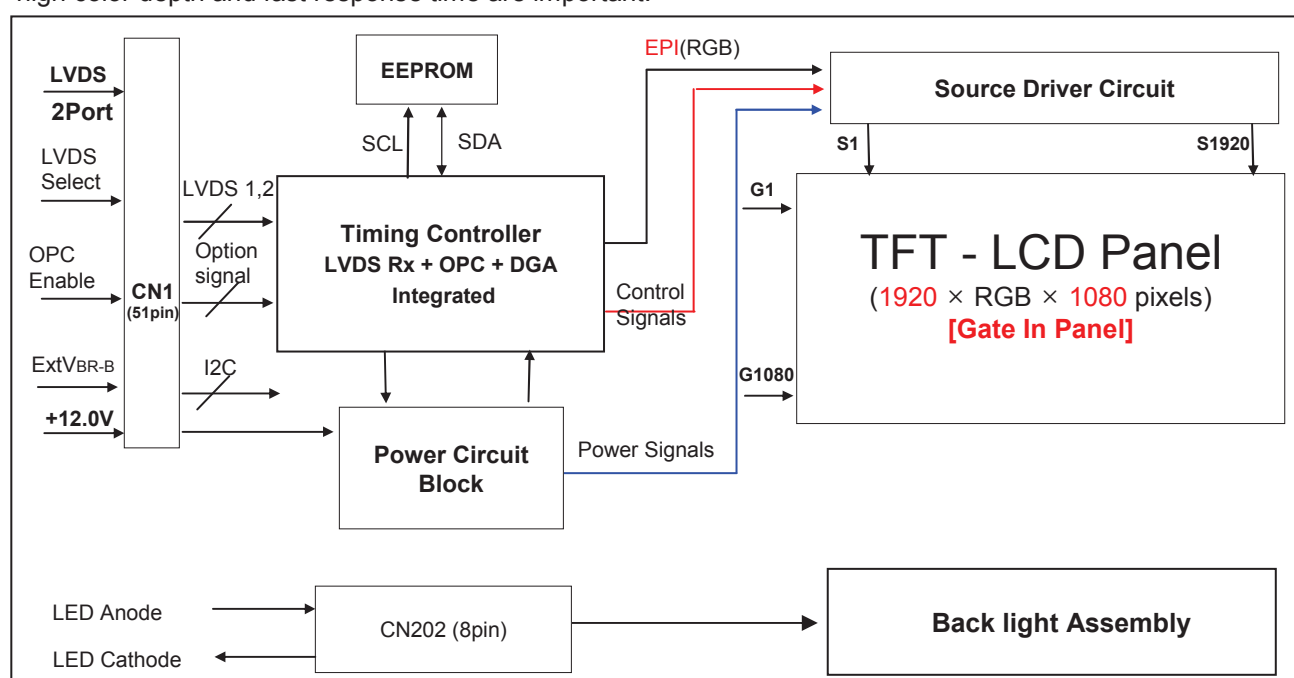 high color depth and fast response time are important.
LVDS
2Port
LVDS
Select
OPC
Enable
ExtVBR-B
+12.0V
CN1
(51pin)
LVDS 1,2
Option
signal
I2C
EEPROM
SCL
SDA
Timing Controller
LVDS Rx + OPC + DGA
Integrated
Power Circuit
Block
EPI(RGB)
Control
Signals
Power Signals
Source Driver Circuit
S1
S1920
G1
G1080
TFT - LCD Panel
(1920 × RGB × 1080 pixels)
[Gate In Panel]
LED Anode
LED Cathode
CN202 (8pin)
Back light Assembly